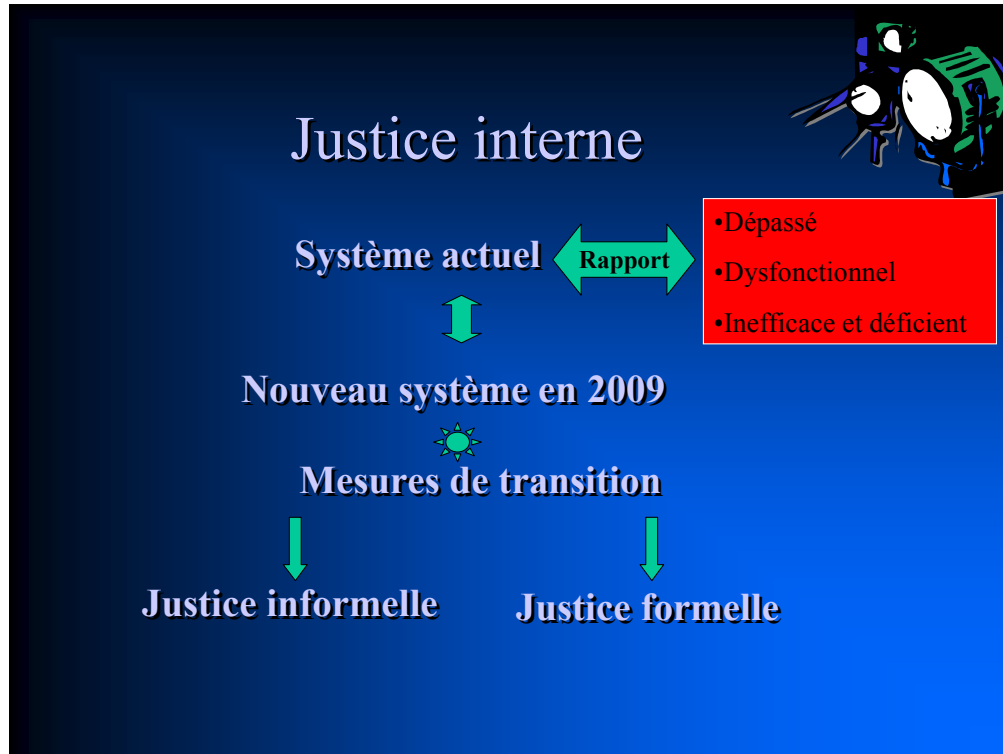 Justice interne
Système actuel
Rapport
•Dépassé
•Dysfonctionnel
•Inefficace et déficient
Nouveau système en 2009
Mesures de transition
Justice informelle
Justice formelle